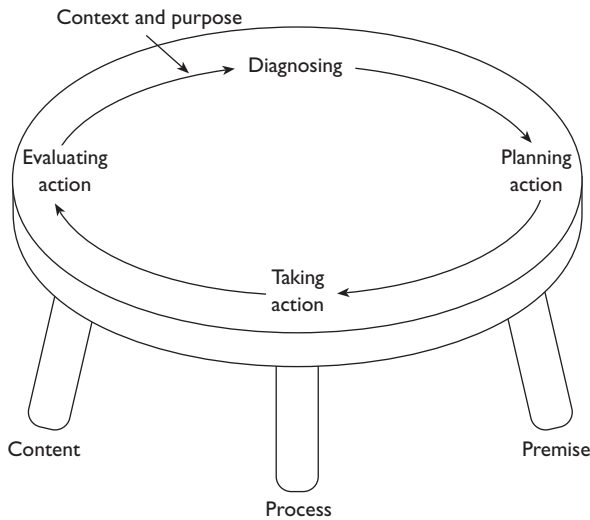 Context and purpose
Diagnosing
Evaluating
action
Planning
action
Taking
action
Content
Premise
Process